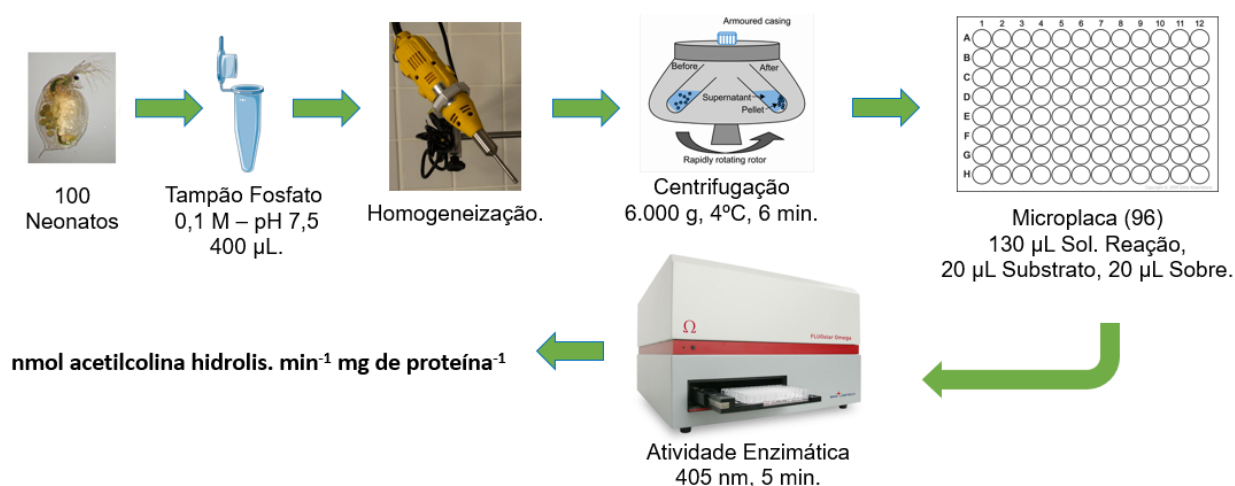 100
Neonatos
Tampão Fosfato
0,1 M – pH 7,5
400 µL.
Homogeneização.
Armoured casing
Before
After
Supernatant
Pellet
Rapidly rotating rotor
Centrifugação
6.000 g, 4ºC, 6 min.
1 2 3 4 5 6 7 8 9 10 11 12
A
B
C
D
E
F
G
H
Microplaca (96)
130 µL Sol. Reação,
20 µL Substrato, 20 µL Sobre.
Ω
FLUOstar Omega
Atividade Enzimática
405 nm, 5 min.
nmol acetilcolina hidrolis. min⁻¹ mg de proteína⁻¹